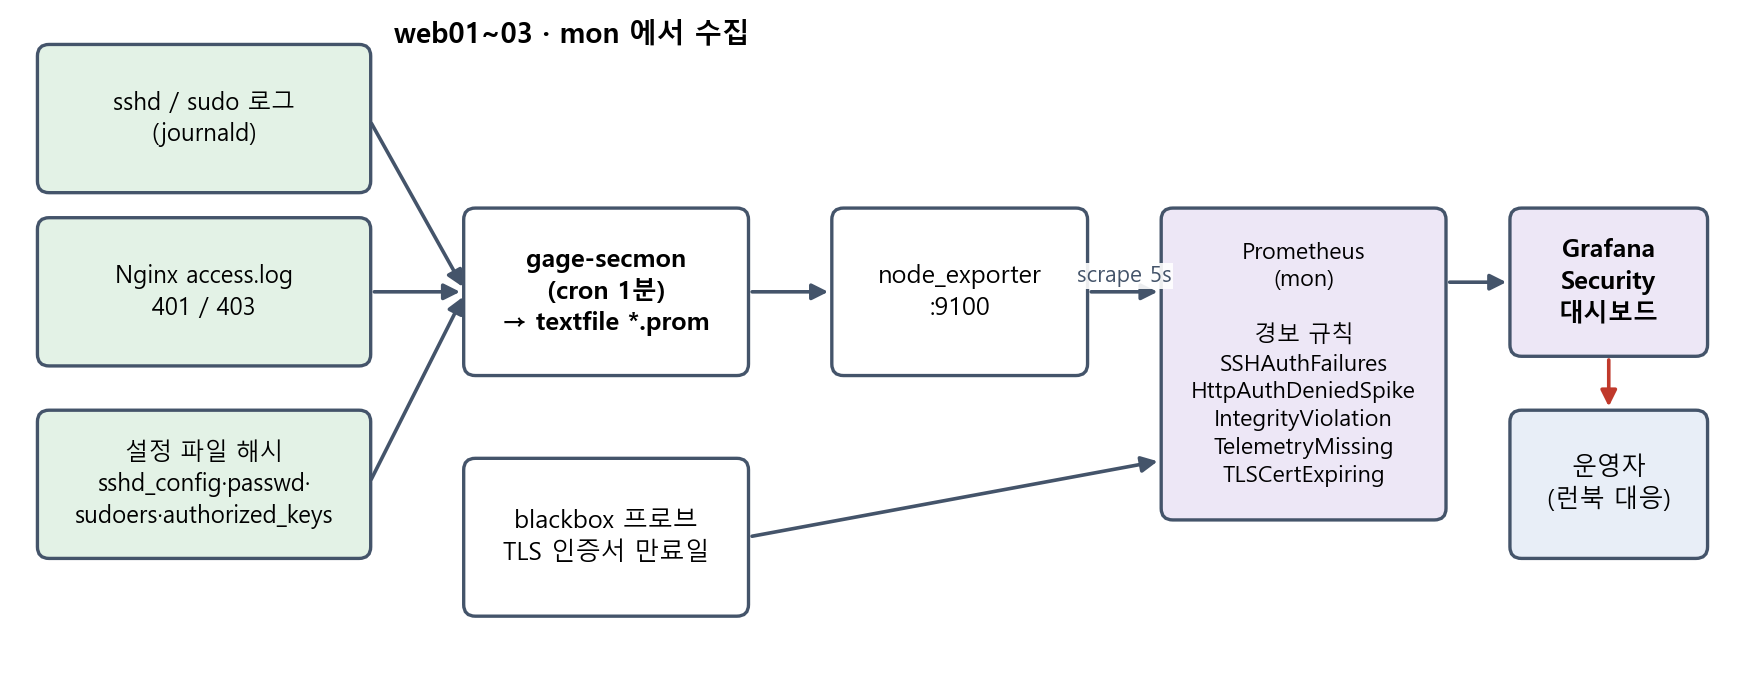 web01~03 · mon 에서 수집
sshd / sudo 로그
(journald)
Nginx access.log
401 / 403
설정 파일 해시
sshd_config·passwd·
sudoers·authorized_keys
gage-secmon
(cron 1분)
→ textfile *.prom
blackbox 프로브
TLS 인증서 만료일
node_exporter
:9100
scrape 5s
Prometheus
(mon)
경보 규칙
SSHAuthFailures
HttpAuthDeniedSpike
IntegrityViolation
TelemetryMissing
TLSCertExpiring
Grafana
Security
대시보드
운영자
(런북 대응)